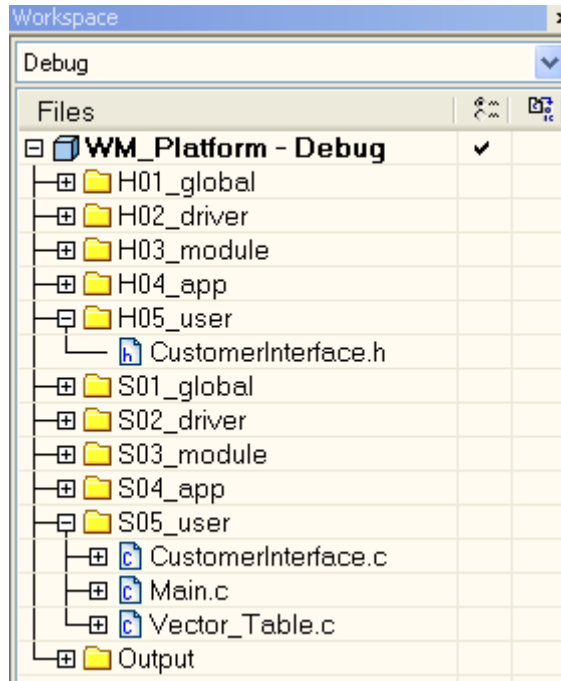 Workspace
Debug
Files
WM_Platform - Debug
H01_global
H02_driver
H03_module
H04_app
H05_user
CustomerInterface.h
S01_global
S02_driver
S03_module
S04_app
S05_user
CustomerInterface.c
Main.c
Vector_Table.c
Output